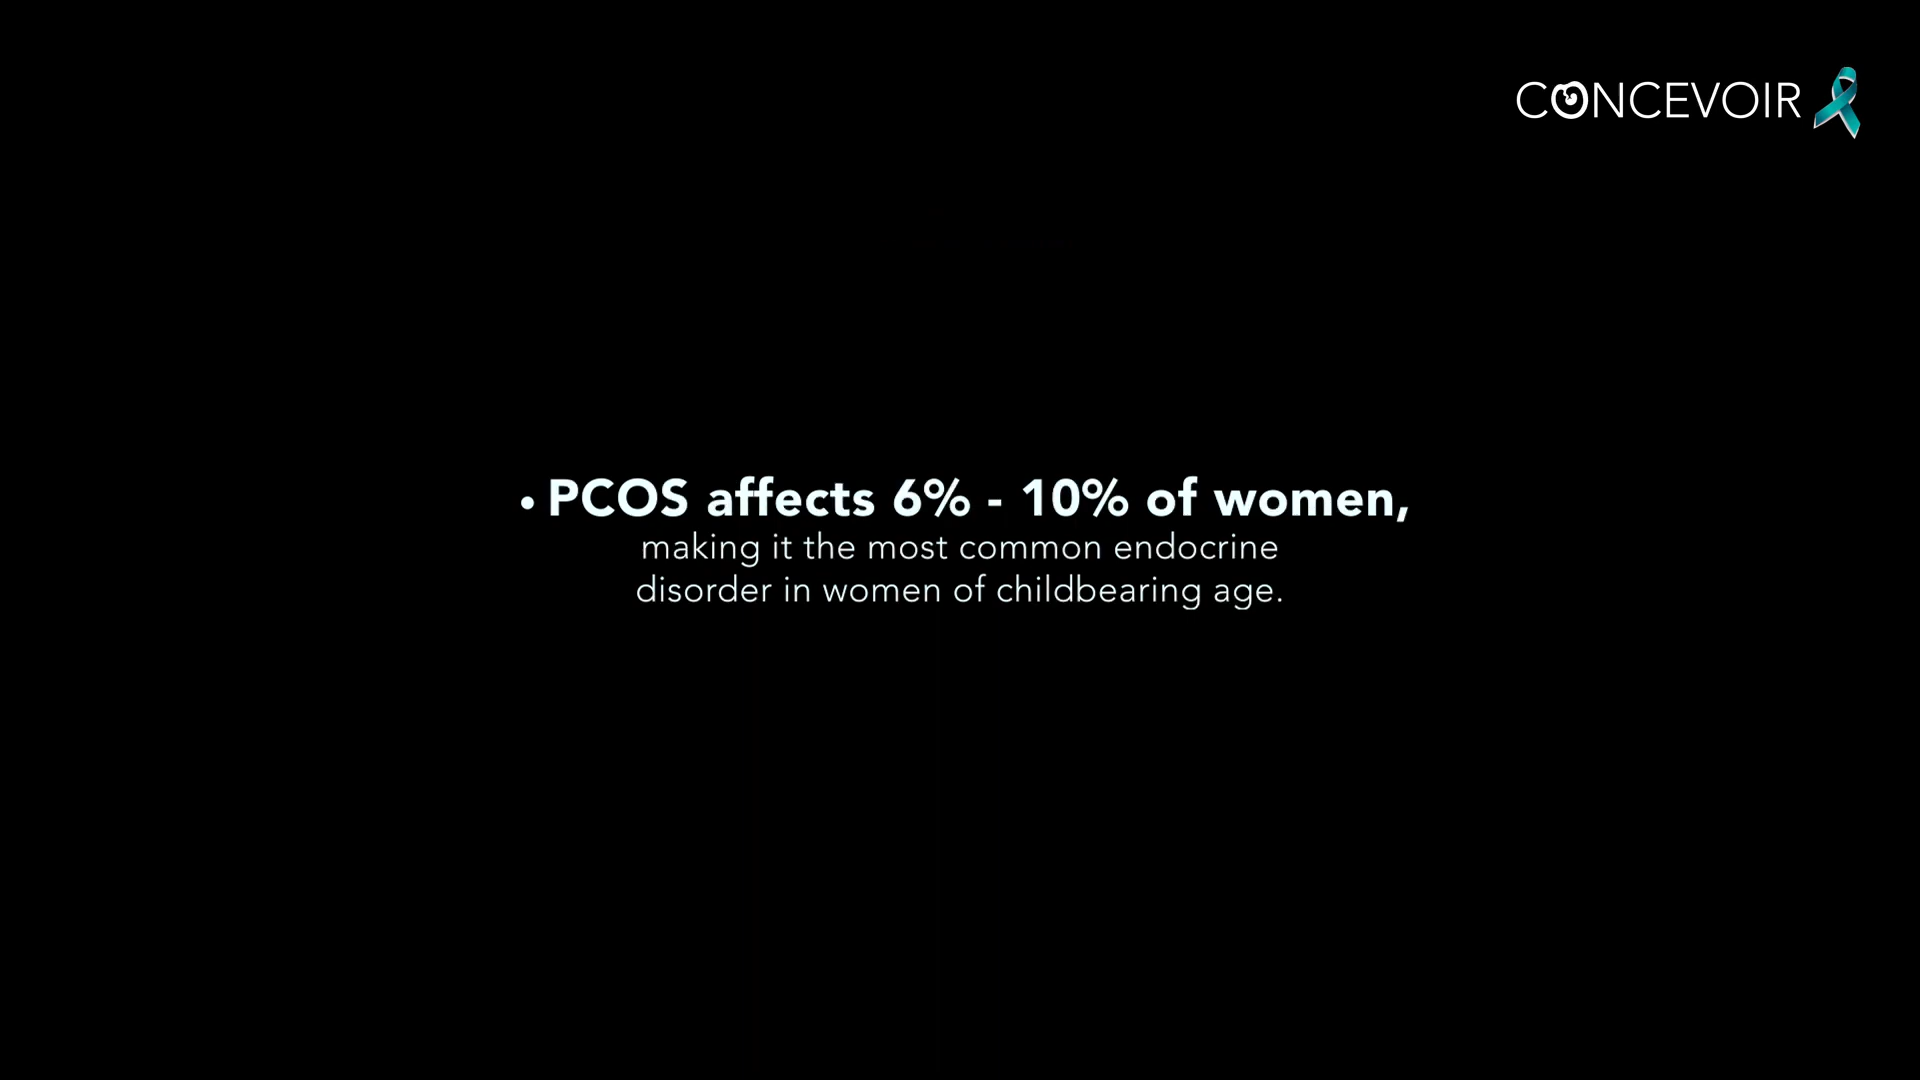 CONCEVOIR
• PCOS affects 6% - 10% of women,
making it the most common endocrine
disorder in women of childbearing age.